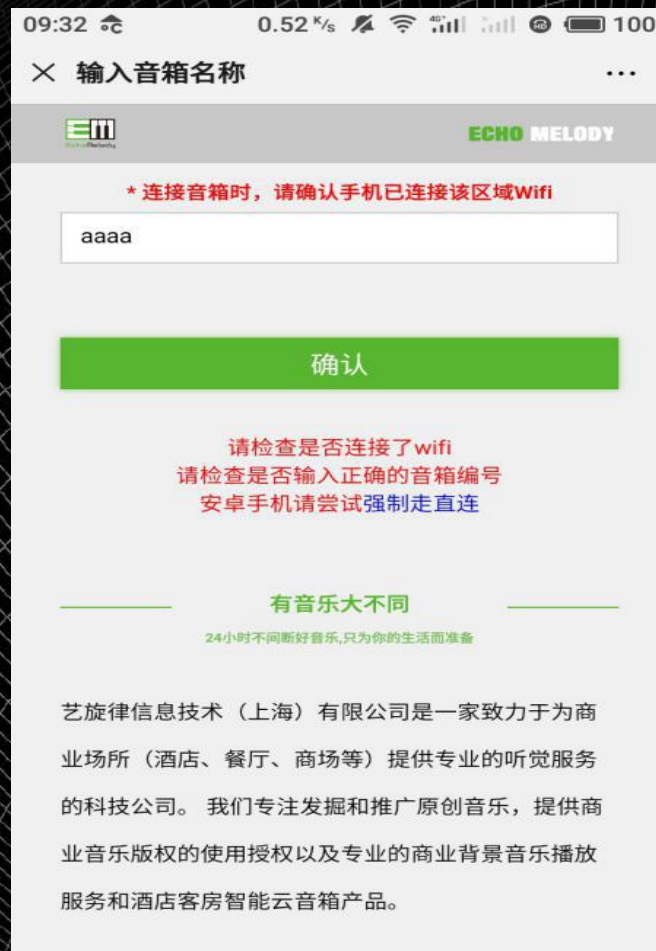 09:32 0.52 K/s 4G 100
× 输入音箱名称 ...
EM ECHO MELODY
EchoMelody
* 连接音箱时，请确认手机已连接该区域Wifi
aaaa
确认
请检查是否连接了wifi
请检查是否输入正确的音箱编号
安卓手机请尝试强制走直连
有音乐大不同
24小时不间断好音乐,只为你的生活而准备
艺旋律信息技术（上海）有限公司是一家致力于为商
业场所（酒店、餐厅、商场等）提供专业的听觉服务
的科技公司。 我们专注发掘和推广原创音乐，提供商
业音乐版权的使用授权以及专业的商业背景音乐播放
服务和酒店客房智能云音箱产品。